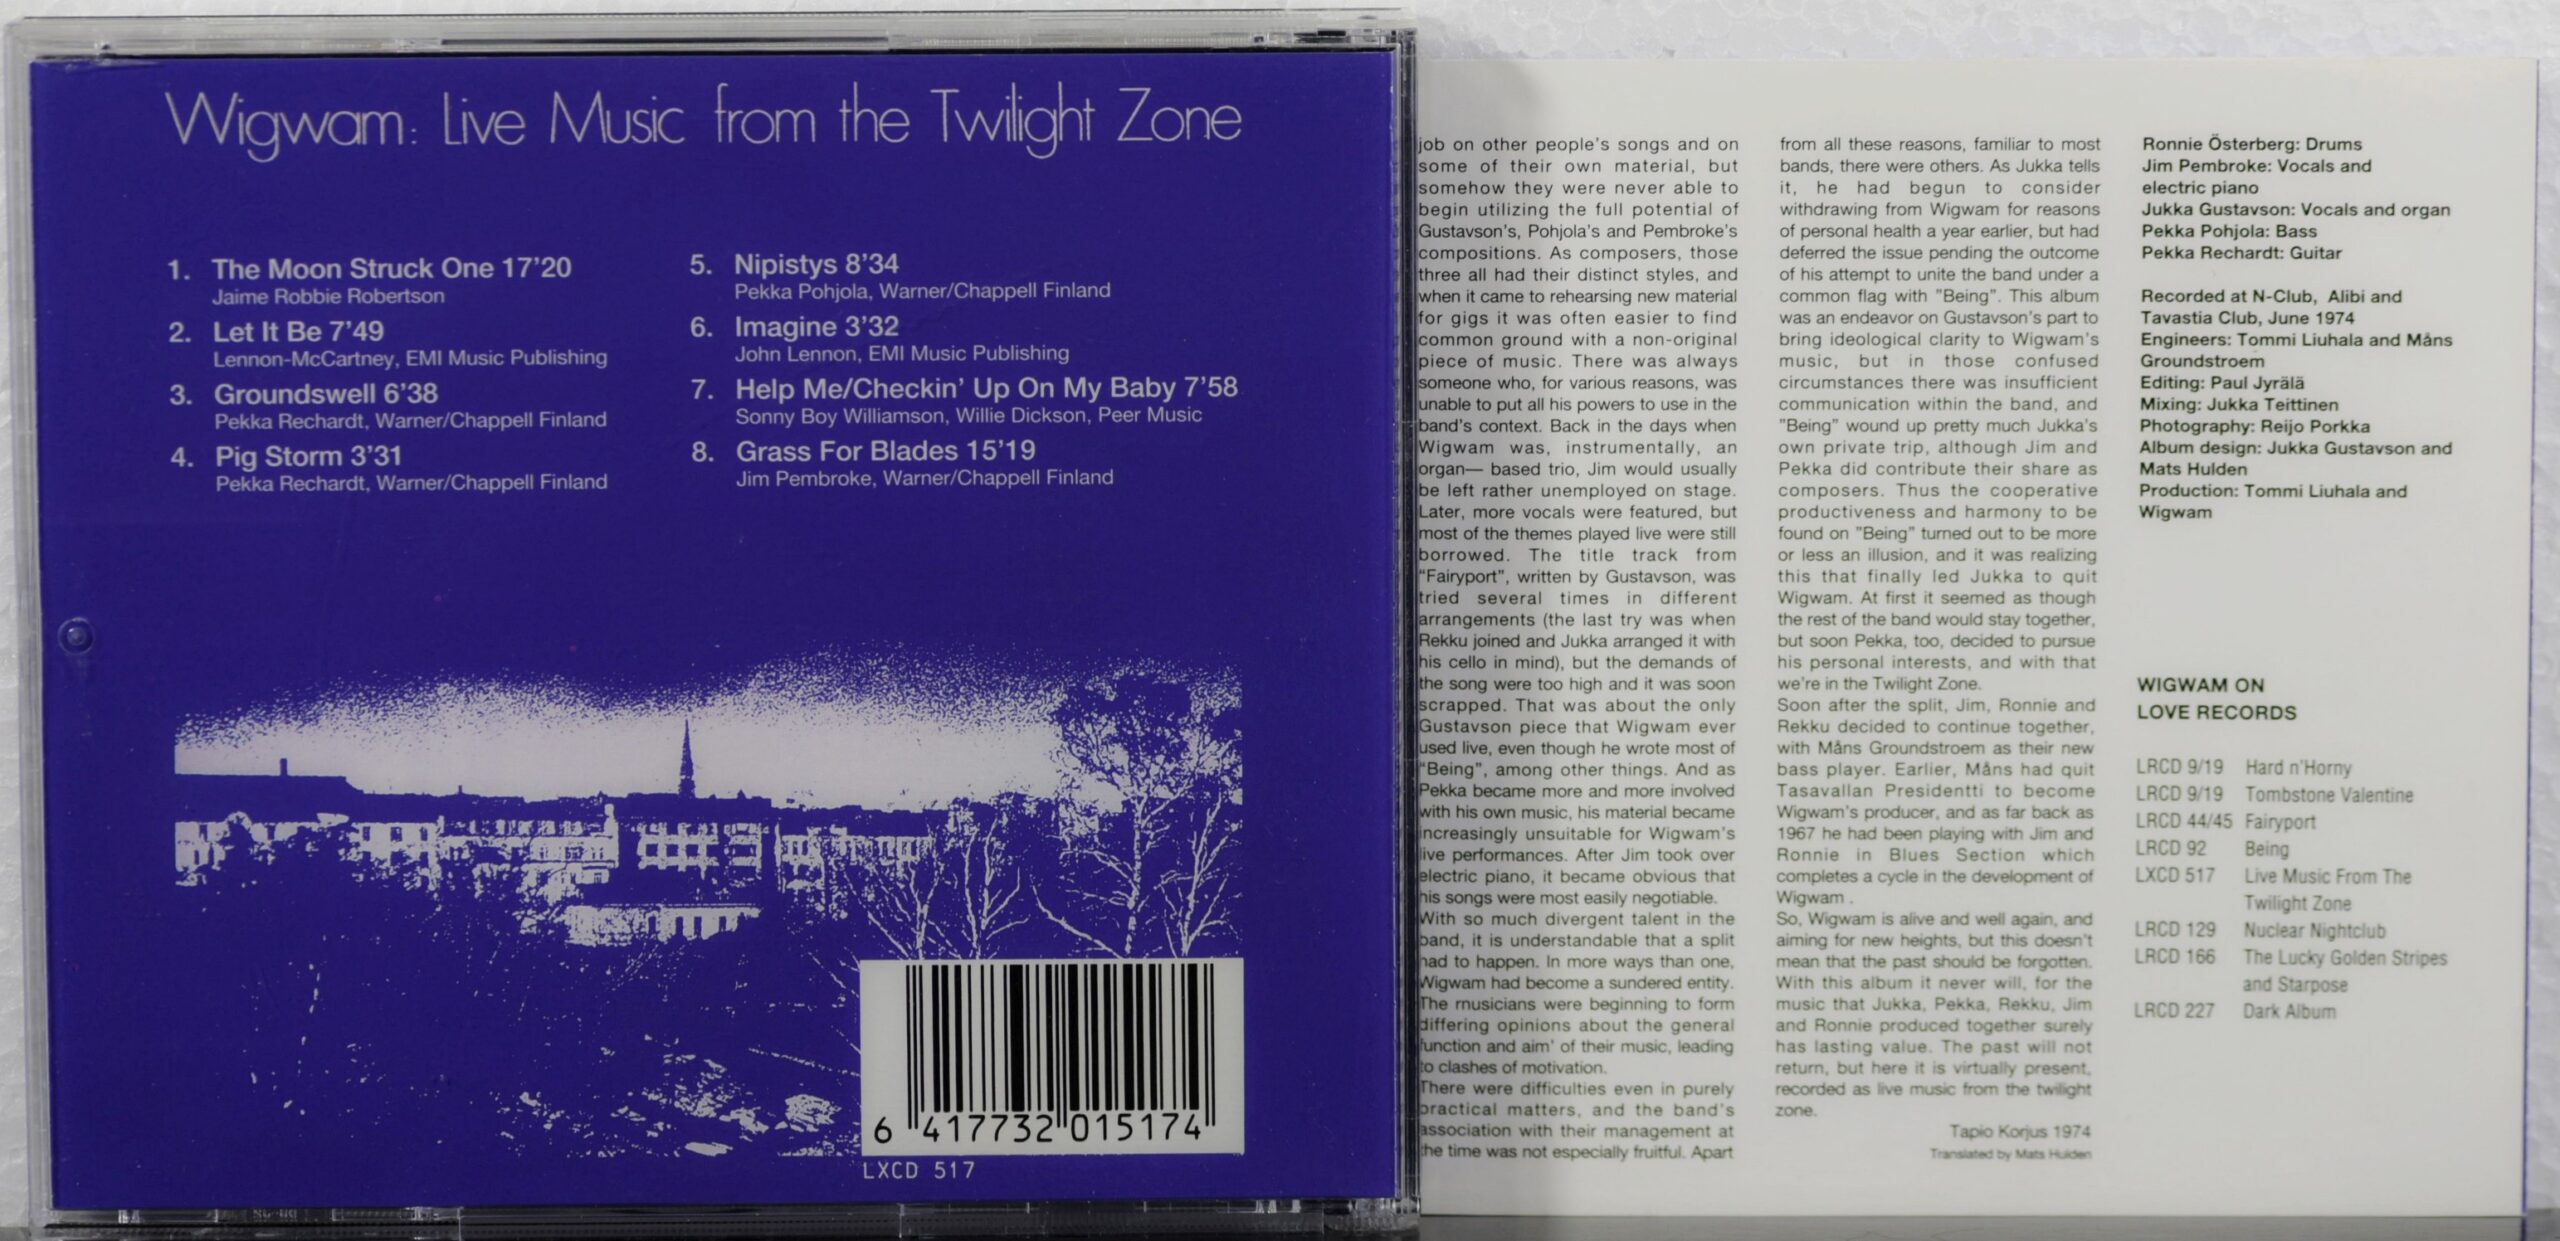 Wigwam: Live Music from the Twilight Zone
1. The Moon Struck One 17'20
Jaime Robbie Robertson
2. Let It Be 7'49
Lennon-McCartney, EMI Music Publishing
3. Groundswell 6'38
Pekka Rechardt, Warner/Chappell Finland
4. Pig Storm 3'31
Pekka Rechardt, Warner/Chappell Finland
5. Nipistys 8'34
Pekka Pohjola, Warner/Chappell Finland
6. Imagine 3'32
John Lennon, EMI Music Publishing
7. Help Me/Checkin' Up On My Baby 7'58
Sonny Boy Williamson, Willie Dickson, Peer Music
8. Grass For Blades 15'19
Jim Pembroke, Warner/Chappell Finland
6 417732 015174
LXCD 517
job on other people's songs and on
some of their own material, but
somehow they were never able to
begin utilizing the full potential of
Gustavson's, Pohjola's and Pembroke's
compositions. As composers, those
three all had their distinct styles, and
when it came to rehearsing new material
for gigs it was often easier to find
common ground with a non-original
piece of music. There was always
someone who, for various reasons, was
unable to put all his powers to use in the
band's context. Back in the days when
Wigwam was, instrumentally, an
organ— based trio, Jim would usually
be left rather unemployed on stage.
Later, more vocals were featured, but
most of the themes played live were still
borrowed. The title track from
"Fairyport", written by Gustavson, was
tried several times in different
arrangements (the last try was when
Rekku joined and Jukka arranged it with
his cello in mind), but the demands of
the song were too high and it was soon
scrapped. That was about the only
Gustavson piece that Wigwam ever
used live, even though he wrote most of
"Being", among other things. And as
Pekka became more and more involved
with his own music, his material became
increasingly unsuitable for Wigwam's
live performances. After Jim took over
electric piano, it became obvious that
his songs were most easily negotiable.
With so much divergent talent in the
band, it is understandable that a split
had to happen. In more ways than one,
Wigwam had become a sundered entity.
The musicians were beginning to form
differing opinions about the general
function and aim' of their music, leading
to clashes of motivation.
There were difficulties even in purely
practical matters, and the band's
association with their management at
the time was not especially fruitful. Apart
from all these reasons, familiar to most
bands, there were others. As Jukka tells
it, he had begun to consider
withdrawing from Wigwam for reasons
of personal health a year earlier, but had
deferred the issue pending the outcome
of his attempt to unite the band under a
common flag with "Being". This album
was an endeavor on Gustavson's part to
bring ideological clarity to Wigwam's
music, but in those confused
circumstances there was insufficient
communication within the band, and
"Being" wound up pretty much Jukka's
own private trip, although Jim and
Pekka did contribute their share as
composers. Thus the cooperative
productiveness and harmony to be
found on "Being" turned out to be more
or less an illusion, and it was realizing
this that finally led Jukka to quit
Wigwam. At first it seemed as though
the rest of the band would stay together,
but soon Pekka, too, decided to pursue
his personal interests, and with that
we're in the Twilight Zone.
Soon after the split, Jim, Ronnie and
Rekku decided to continue together,
with Måns Groundstroem as their new
bass player. Earlier, Måns had quit
Tasavallan Presidentti to become
Wigwam's producer, and as far back as
1967 he had been playing with Jim and
Ronnie in Blues Section which
completes a cycle in the development of
Wigwam .
So, Wigwam is alive and well again, and
aiming for new heights, but this doesn't
mean that the past should be forgotten.
With this album it never will, for the
music that Jukka, Pekka, Rekku, Jim
and Ronnie produced together surely
has lasting value. The past will not
return, but here it is virtually present,
recorded as live music from the twilight
zone.
Tapio Korjus 1974
Translated by Mats Hulden
Ronnie Österberg: Drums
Jim Pembroke: Vocals and
electric piano
Jukka Gustavson: Vocals and organ
Pekka Pohjola: Bass
Pekka Rechardt: Guitar
Recorded at N-Club, Alibi and
Tavastia Club, June 1974
Engineers: Tommi Liuhala and Måns
Groundstroem
Editing: Paul Jyrälä
Mixing: Jukka Teittinen
Photography: Reijo Porkka
Album design: Jukka Gustavson and
Mats Hulden
Production: Tommi Liuhala and
Wigwam
WIGWAM ON
LOVE RECORDS
LRCD 9/19 Hard n'Horny
LRCD 9/19 Tombstone Valentine
LRCD 44/45 Fairyport
LRCD 92 Being
LXCD 517 Live Music From The
Twilight Zone
LRCD 129 Nuclear Nightclub
LRCD 166 The Lucky Golden Stripes
and Starpose
LRCD 227 Dark Album